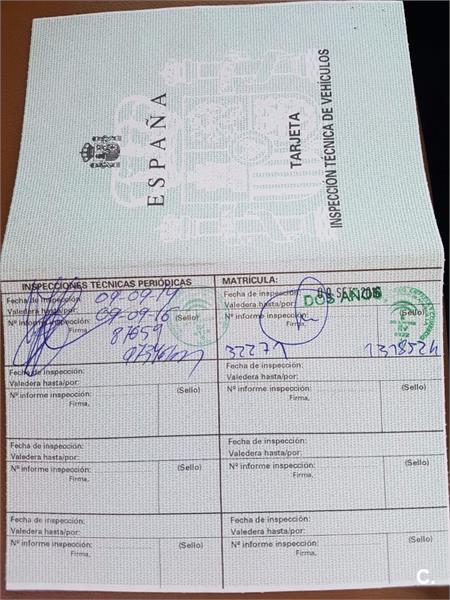 ESPAÑA
TARJETA
INSPECCIÓN TÉCNICA DE VEHÍCULOS
INSPECCIONES TÉCNICAS PERIÓDICAS
Fecha de inspección: 09-09-14
Valedera hasta/por: 09-09-16
Nº informe inspección: (Sello)
Firma,
81659
MATRÍCULA:
Fecha de inspección: 09 SET. 2016
Valedera hasta/por: DOS AÑOS
Nº informe inspección: (Sello)
Firma,
32271 131852k
Fecha de inspección:
Valedera hasta/por:
Nº informe inspección: (Sello)
Firma,
Fecha de inspección:
Valedera hasta/por:
Nº informe inspección: (Sello)
Firma,
Fecha de inspección:
Valedera hasta/por:
Nº informe inspección: (Sello)
Firma,
Fecha de inspección:
Valedera hasta/por:
Nº informe inspección: (Sello)
Firma,
Fecha de inspección:
Valedera hasta/por:
Nº informe inspección: (Sello)
Firma,
Fecha de inspección:
Valedera hasta/por:
Nº informe inspección: (Sello)
Firma,
C.